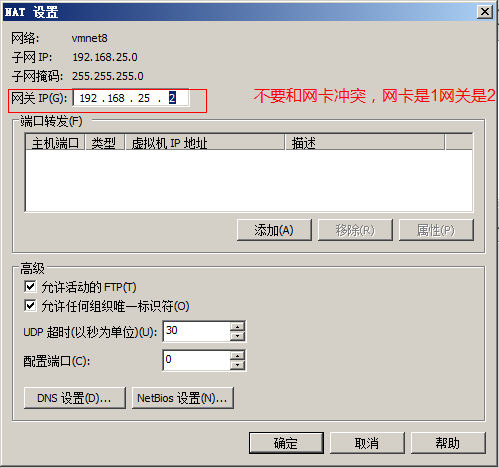 NAT 设置
网络: vmnet8
子网 IP: 192.168.25.0
子网掩码: 255.255.255.0
网关 IP(G): 192 .168 . 25 . 2
不要和网卡冲突，网卡是1网关是2
端口转发(F)
主机端口 类型 虚拟机 IP 地址 描述
添加(A) 移除(R) 属性(P)
高级
允许活动的 FTP(T)
允许任何组织唯一标识符(O)
UDP 超时(以秒为单位)(U): 30
配置端口(C): 0
DNS 设置(D)... NetBios 设置(N)...
确定 取消 帮助